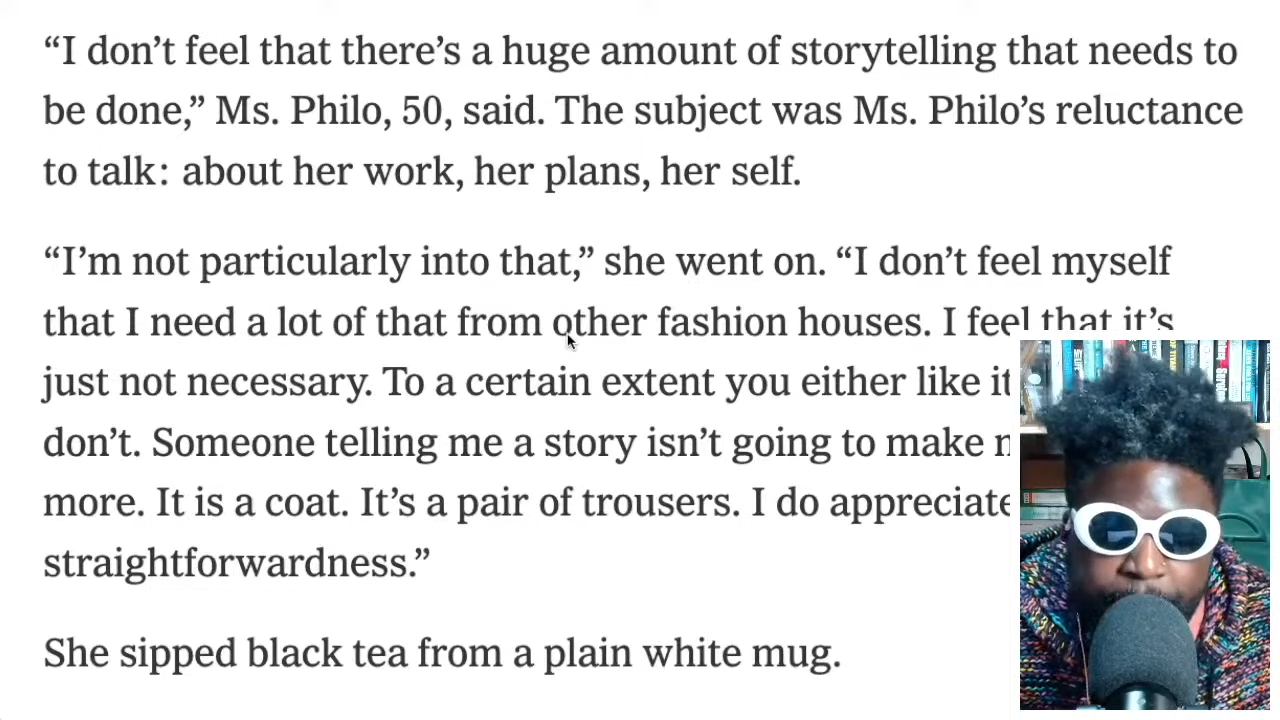 “I don’t feel that there’s a huge amount of storytelling that needs to
be done,” Ms. Philo, 50, said. The subject was Ms. Philo’s reluctance
to talk: about her work, her plans, her self.
“I’m not particularly into that,” she went on. “I don’t feel myself
that I need a lot of that from other fashion houses. I feel that it’s
just not necessary. To a certain extent you either like it
don’t. Someone telling me a story isn’t going to make
more. It is a coat. It’s a pair of trousers. I do appreciate
straightforwardness.”
She sipped black tea from a plain white mug.